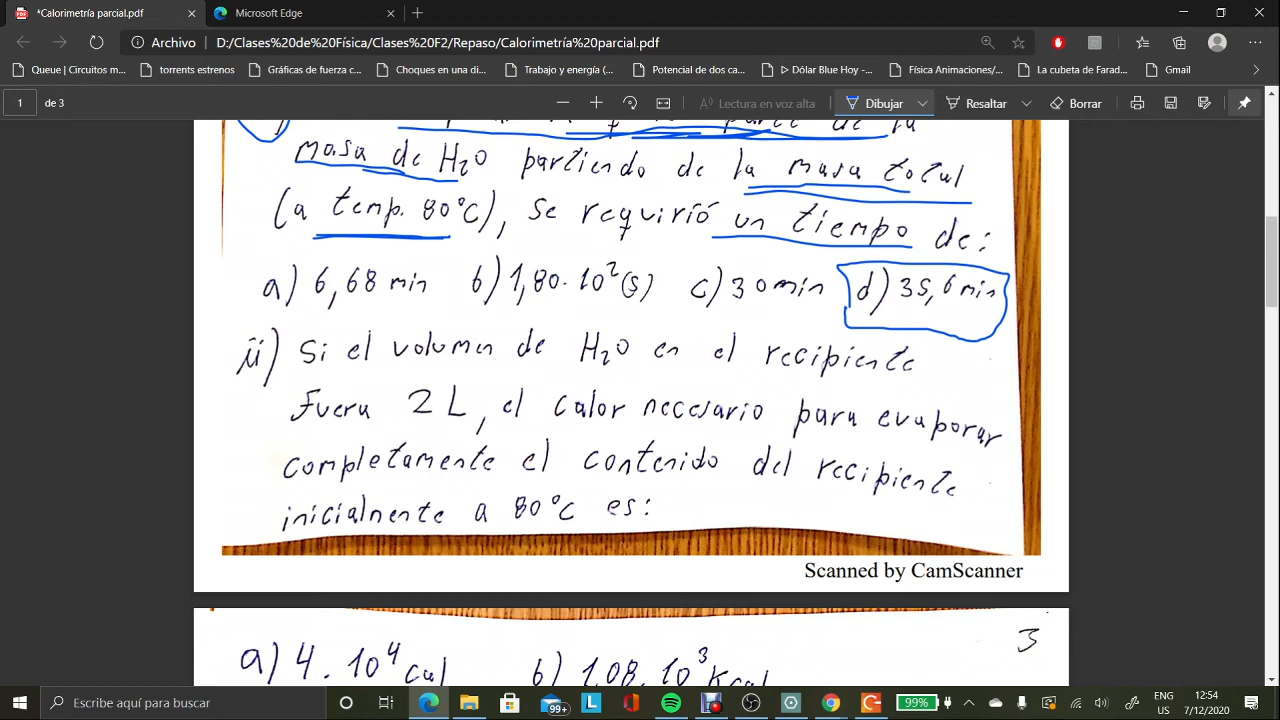 *Calorimetría parcial.pdf
Microsoft Edge
Archivo
D:/Clases%20de%20Física/Clases%20F2/Repaso/Calorimetría%20parcial.pdf
Queue | Circuitos m...
torrents estrenos
Gráficas de fuerza c...
Choques en una di...
Trabajo y energía (...
Potencial de dos ca...
▷ Dólar Blue Hoy -...
Física Animaciones/...
La cubeta de Farad...
Gmail
1 de 3
Lectura en voz alta
Dibujar
Resaltar
Borrar
parte de la
masa de H₂O partiendo de la masa total
(a temp. 80°C), se requirió un tiempo de:
a) 6,68 min b) 1,80·10²(s) c) 30min d) 35,6 min
ii) Si el volumen de H₂O en el recipiente
fuera 2L, el calor necesario para evaporar
completamente el contenido del recipiente
inicialmente a 80°C es:
Scanned by CamScanner
3
a) 4.10⁴ cal b) 1,08.10³ Kcal
Escribe aquí para buscar
99+
L
99%
ENG
12:54
7/12/2020